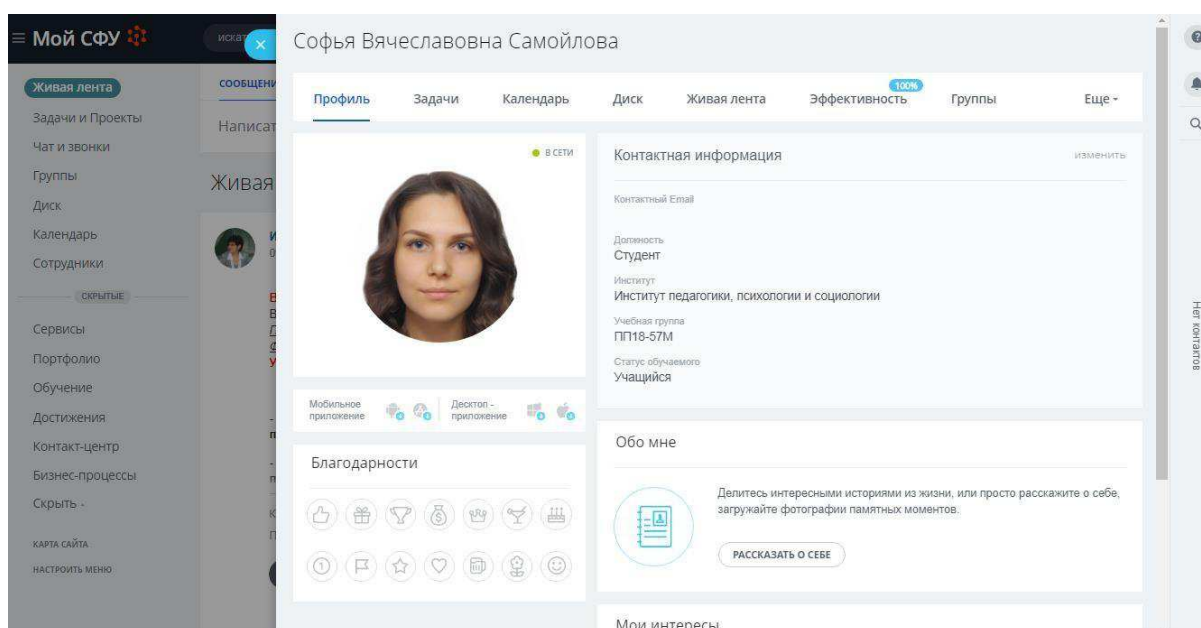 Мой СФУ
искат
Живая лента
Задачи и Проекты
Чат и звонки
Группы
Диск
Календарь
Сотрудники
СКРЫТЫЕ
Сервисы
Портфолио
Обучение
Достижения
Контакт-центр
Бизнес-процессы
Скрыть -
КАРТА САЙТА
НАСТРОИТЬ МЕНЮ
СООБЩЕНИ
Написат
Живая
Софья Вячеславовна Самойлова
100%
Профиль Задачи Календарь Диск Живая лента Эффективность Группы Еще -
В СЕТИ
Мобильное
приложение
Десктоп -
приложение
Благодарности
Контактная информация изменить
Контактный Email
Должность
Студент
Институт
Институт педагогики, психологии и социологии
Учебная группа
ПП18-57М
Статус обучаемого
Учащийся
Обо мне
Делитесь интересными историями из жизни, или просто расскажите о себе,
загружайте фотографии памятных моментов.
РАССКАЗАТЬ О СЕБЕ
Мои интересы
Нет контактов